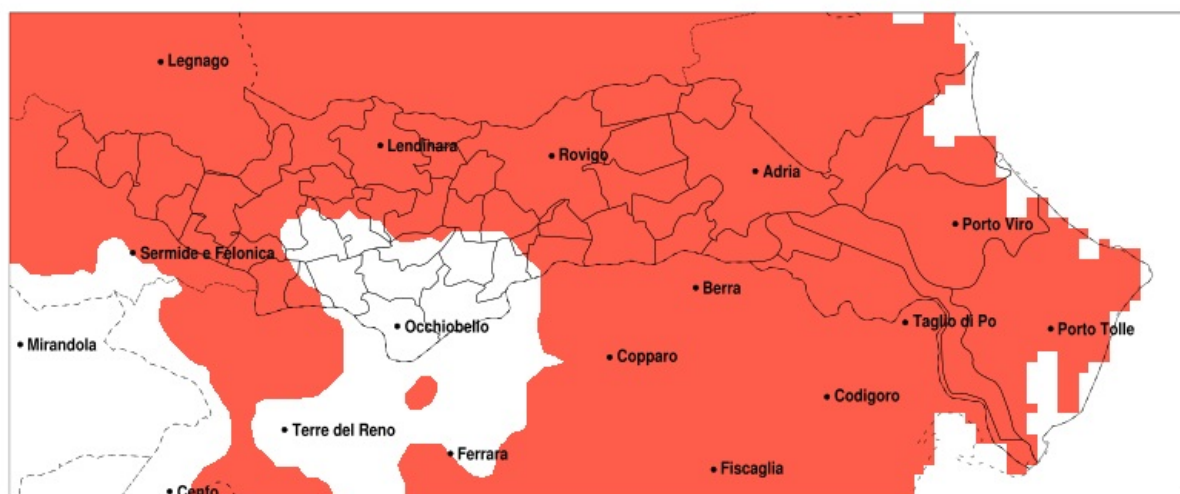 Legnago
Lendinara
Rovigo
Adria
Porto Viro
Sermide e Felonica
Berra
Taglio di Po
Porto Tolle
Occhiobello
Mirandola
Copparo
Codigoro
Terre del Reno
Ferrara
Fiscaglia
Cento